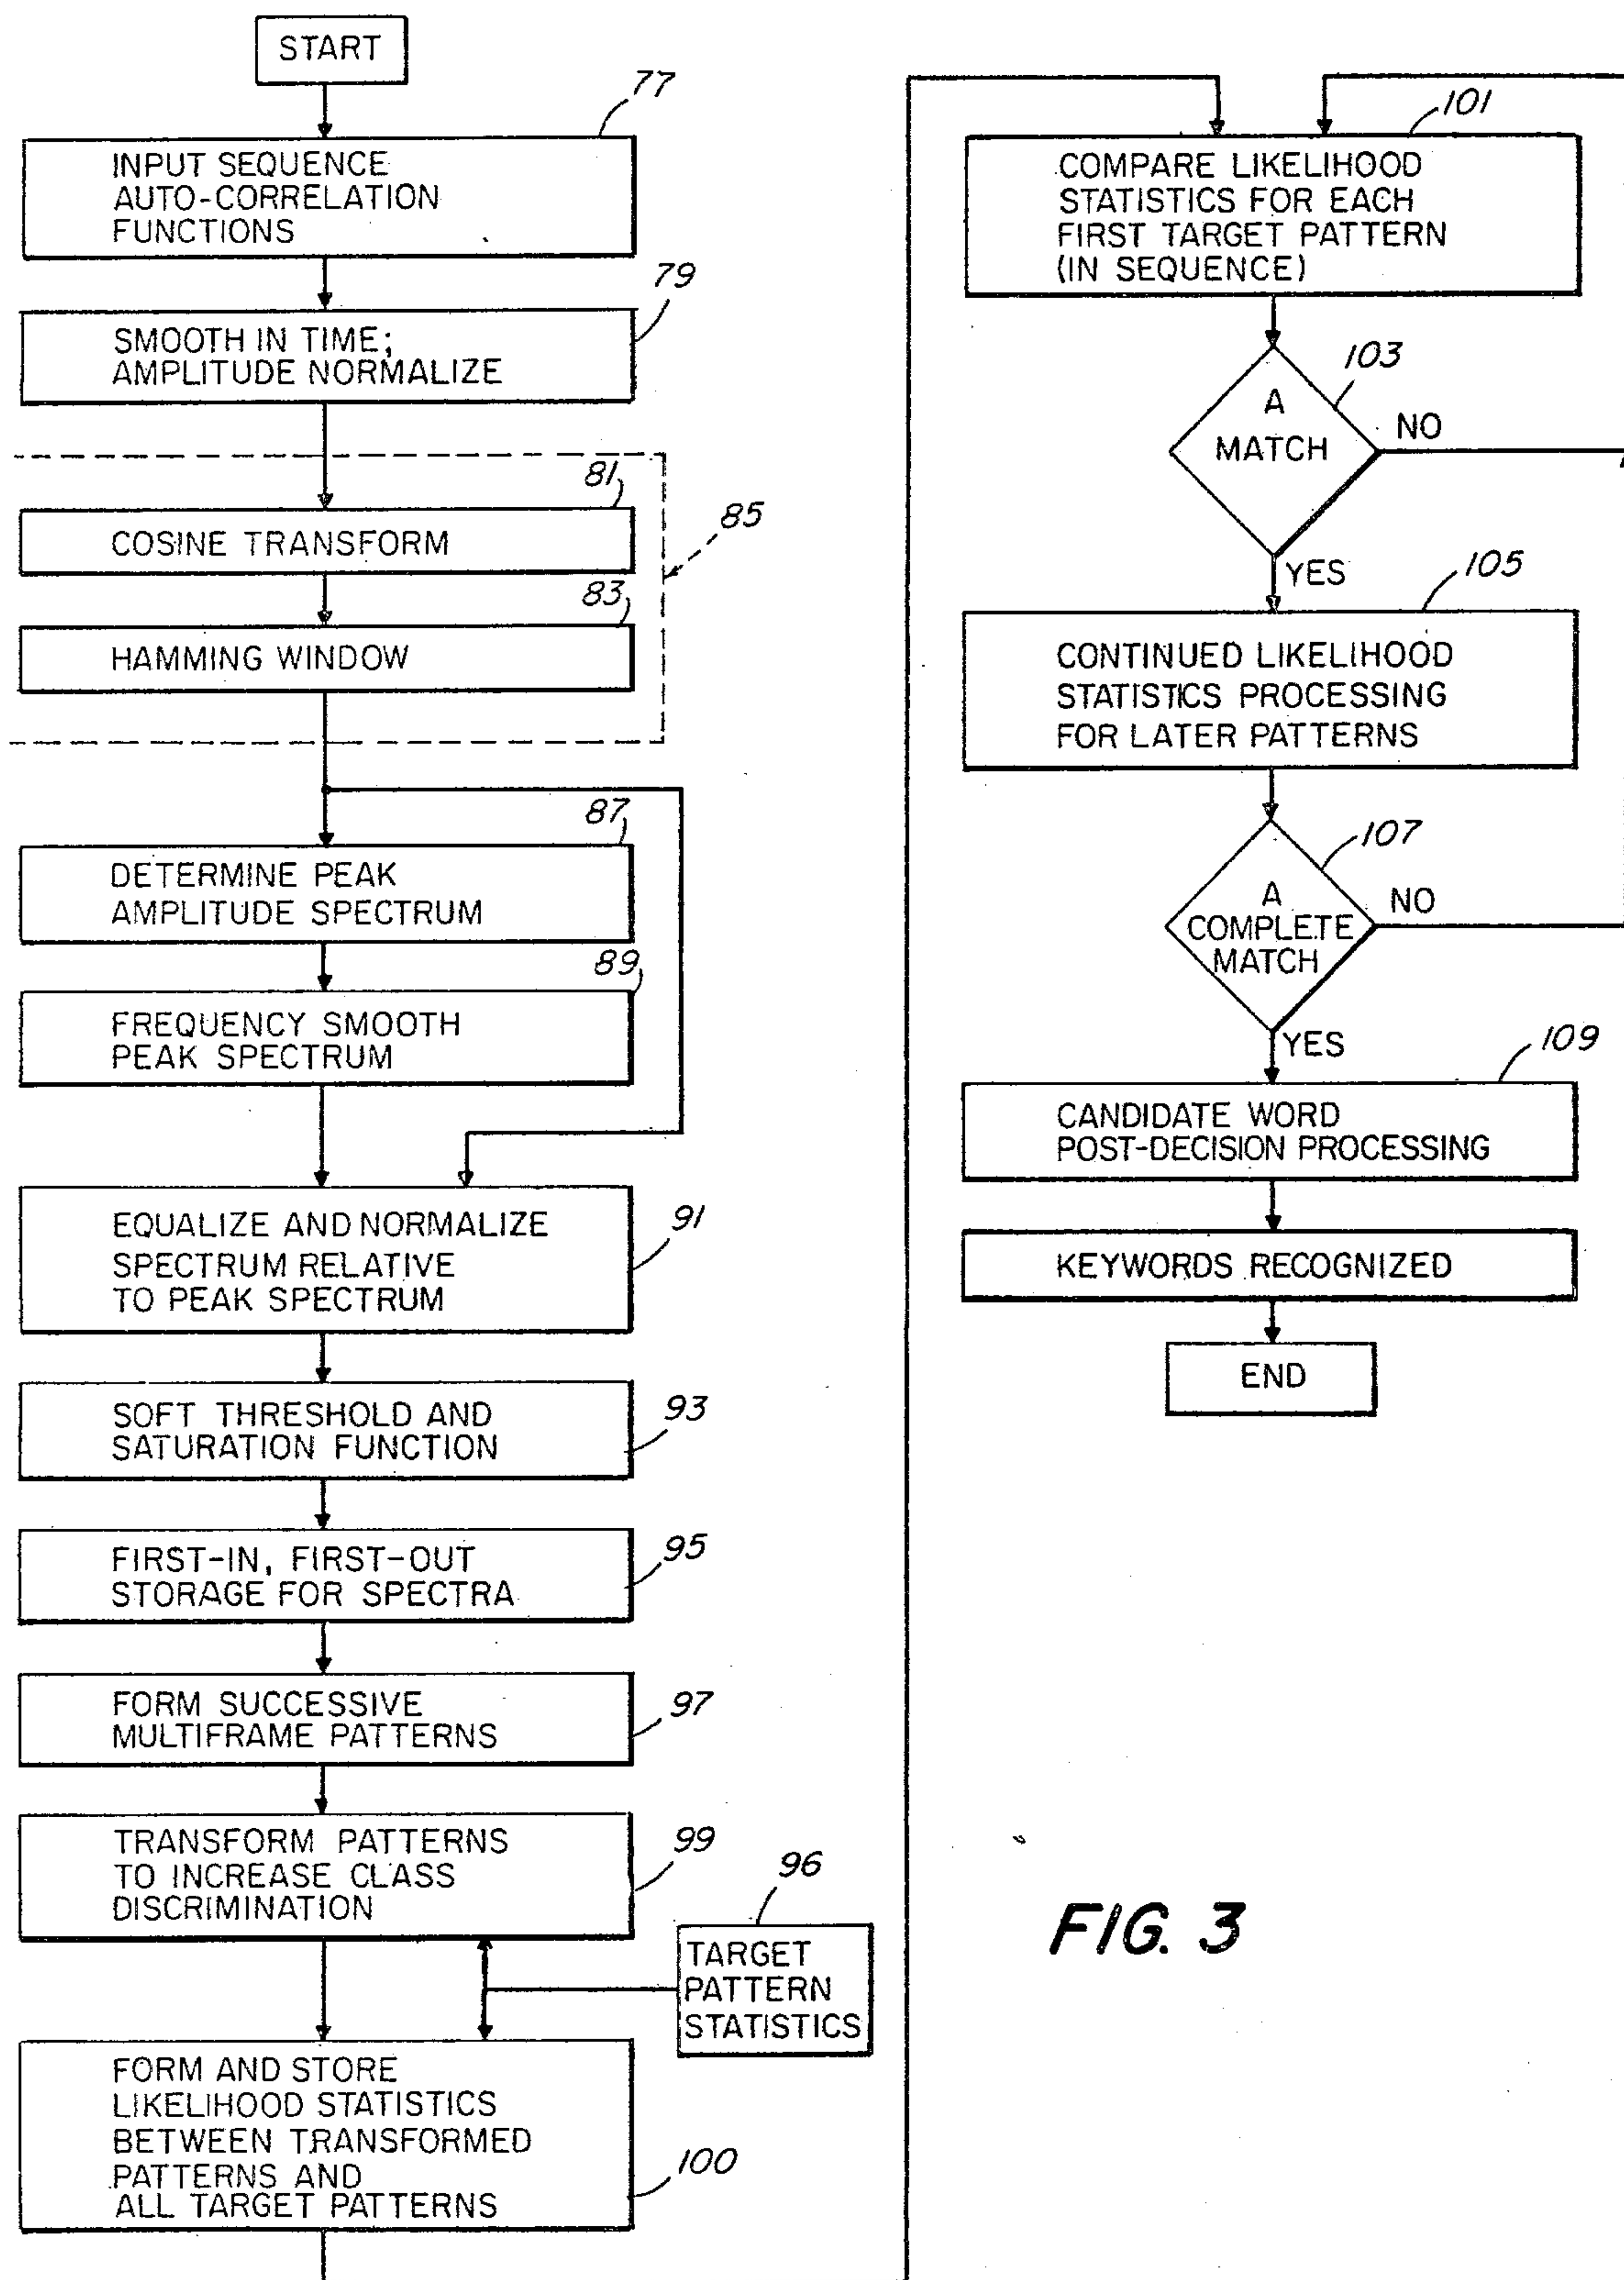 START
77
INPUT SEQUENCE
AUTO-CORRELATION
FUNCTIONS
79
SMOOTH IN TIME;
AMPLITUDE NORMALIZE
81
COSINE TRANSFORM
85
83
HAMMING WINDOW
87
DETERMINE PEAK
AMPLITUDE SPECTRUM
89
FREQUENCY SMOOTH
PEAK SPECTRUM
EQUALIZE AND NORMALIZE
SPECTRUM RELATIVE
TO PEAK SPECTRUM
91
SOFT THRESHOLD AND
SATURATION FUNCTION
93
FIRST-IN, FIRST-OUT
STORAGE FOR SPECTRA
95
FORM SUCCESSIVE
MULTIFRAME PATTERNS
97
TRANSFORM PATTERNS
TO INCREASE CLASS
DISCRIMINATION
99
96
TARGET
PATTERN
STATISTICS
FORM AND STORE
LIKELIHOOD STATISTICS
BETWEEN TRANSFORMED
PATTERNS AND
ALL TARGET PATTERNS
100
101
COMPARE LIKELIHOOD
STATISTICS FOR EACH
FIRST TARGET PATTERN
(IN SEQUENCE)
103
A
MATCH
NO
YES
105
CONTINUED LIKELIHOOD
STATISTICS PROCESSING
FOR LATER PATTERNS
107
A
COMPLETE
MATCH
NO
YES
109
CANDIDATE WORD
POST-DECISION PROCESSING
KEYWORDS RECOGNIZED
END
FIG. 3